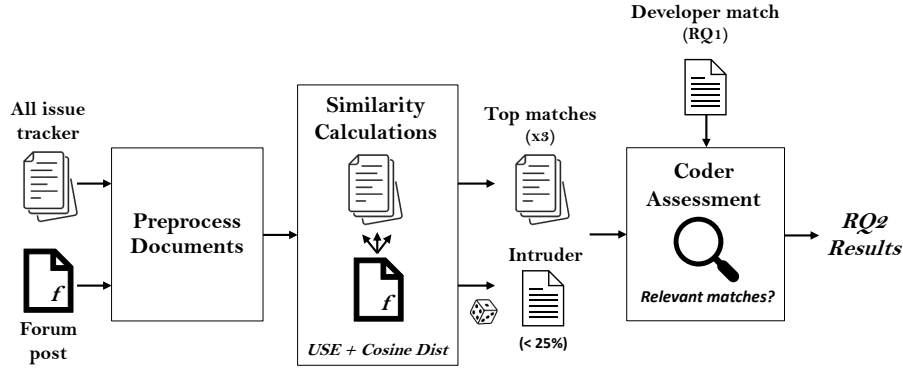 Developer match
(RQ1)
All issue
tracker
Forum
post
f
Preprocess
Documents
Similarity
Calculations
f
USE + Cosine Dist
Top matches
(x3)
Intruder
(< 25%)
Coder
Assessment
Relevant matches?
RQ2
Results